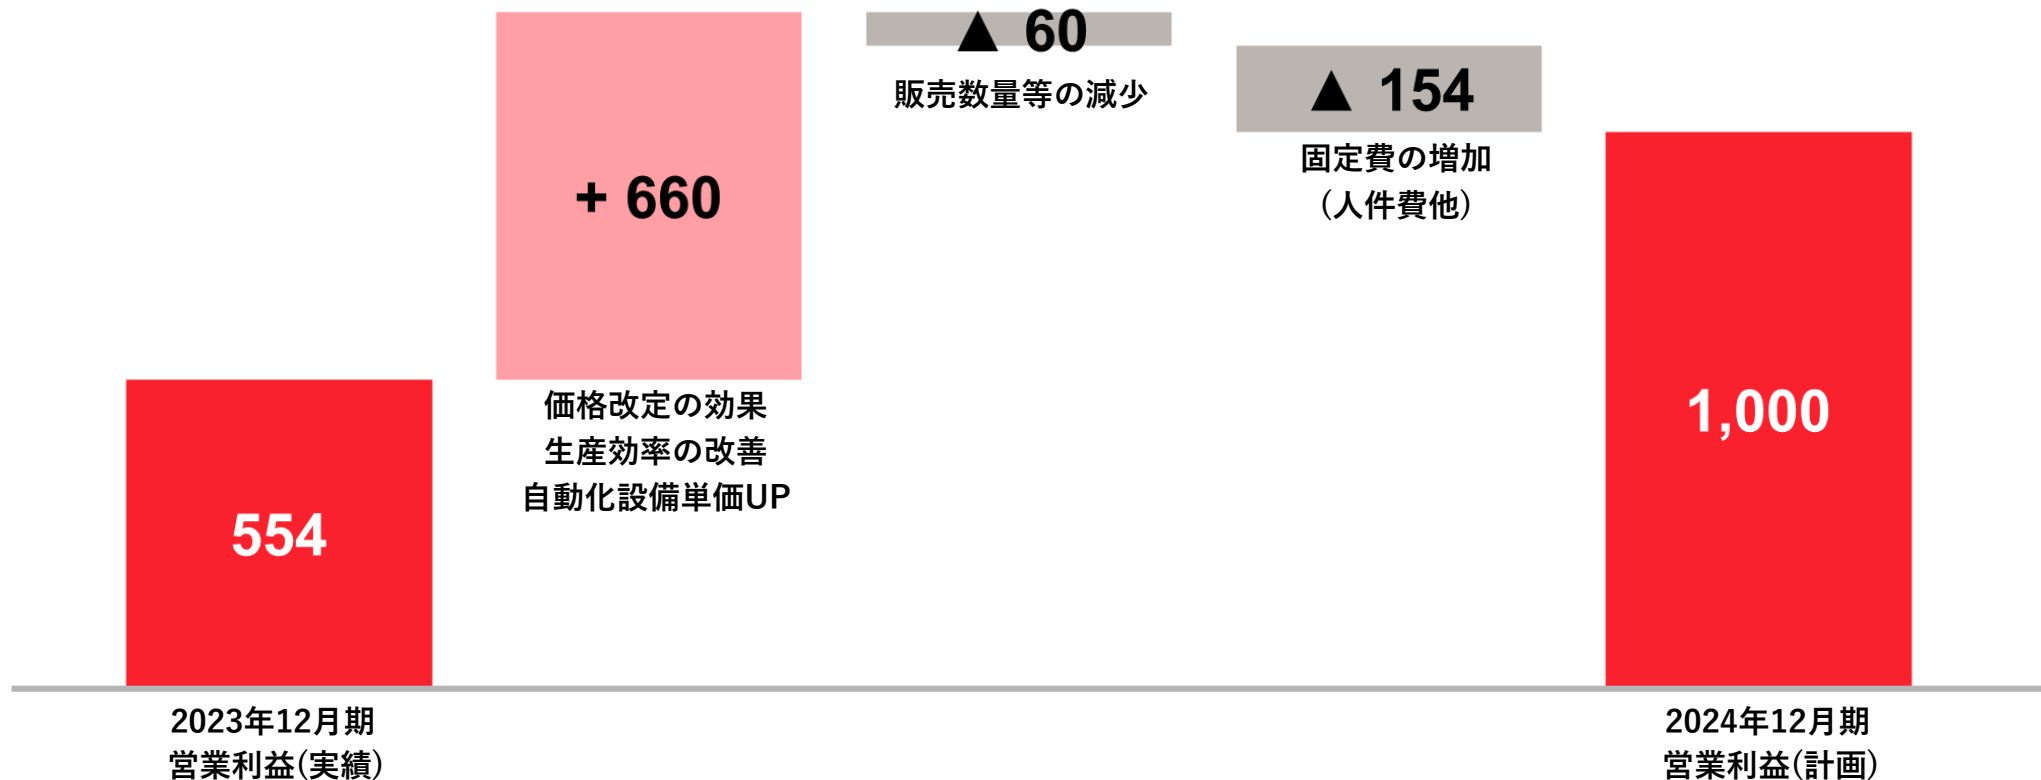 ▲ 60
販売数量等の減少
▲ 154
固定費の増加
(人件費他)
+ 660
価格改定の効果
生産効率の改善
自動化設備単価UP
554
1,000
2023年12月期
営業利益(実績)
2024年12月期
営業利益(計画)